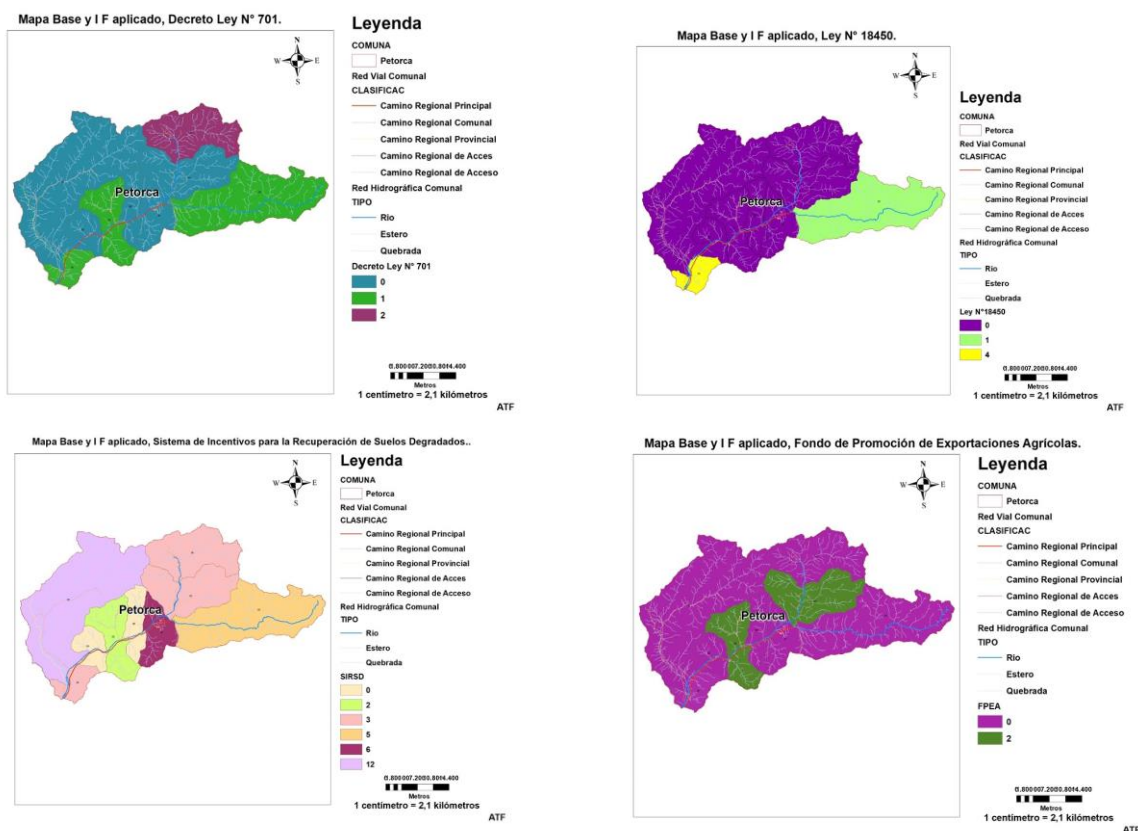 Mapa Base y I F aplicado, Decreto Ley N° 701.
N
W
E
S
Petorca
Leyenda
COMUNA
Petorca
Red Vial Comunal
CLASIFICAC
Camino Regional Principal
Camino Regional Comunal
Camino Regional Provincial
Camino Regional de Acces
Camino Regional de Acceso
Red Hidrográfica Comunal
TIPO
Rio
Estero
Quebrada
Decreto Ley N° 701
0
1
2
Metros
1 centímetro = 2,1 kilómetros
ATF
Mapa Base y I F aplicado, Ley N° 18450.
N
W
E
S
Petorca
Leyenda
COMUNA
Petorca
Red Vial Comunal
CLASIFICAC
Camino Regional Principal
Camino Regional Comunal
Camino Regional Provincial
Camino Regional de Acces
Camino Regional de Acceso
Red Hidrográfica Comunal
TIPO
Rio
Estero
Quebrada
Ley N°18450
0
1
4
Metros
1 centímetro = 2,1 kilómetros
ATF
Mapa Base y I F aplicado, Sistema de Incentivos para la Recuperación de Suelos Degradados..
N
W
E
S
Petorca
Leyenda
COMUNA
Petorca
Red Vial Comunal
CLASIFICAC
Camino Regional Principal
Camino Regional Comunal
Camino Regional Provincial
Camino Regional de Acces
Camino Regional de Acceso
Red Hidrográfica Comunal
TIPO
Rio
Estero
Quebrada
SIRSD
0
2
3
5
6
12
Metros
1 centímetro = 2,1 kilómetros
ATF
Mapa Base y I F aplicado, Fondo de Promoción de Exportaciones Agrícolas.
N
W
E
S
Petorca
Leyenda
COMUNA
Petorca
Red Vial Comunal
CLASIFICAC
Camino Regional Principal
Camino Regional Comunal
Camino Regional Provincial
Camino Regional de Acces
Camino Regional de Acceso
Red Hidrográfica Comunal
TIPO
Rio
Estero
Quebrada
FPEA
0
2
Metros
1 centímetro = 2,1 kilómetros
ATF